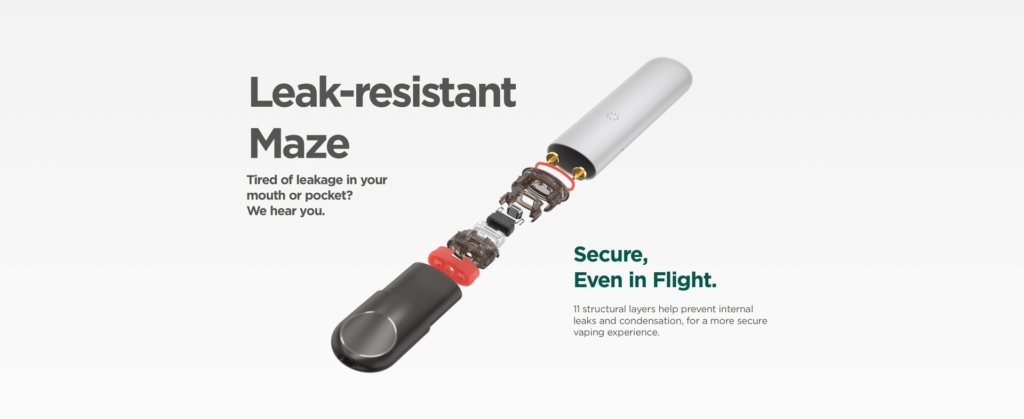 Leak-resistant
Maze
Tired of leakage in your
mouth or pocket?
We hear you.
Secure,
Even in Flight.
11 structural layers help prevent internal
leaks and condensation, for a more secure
vaping experience.